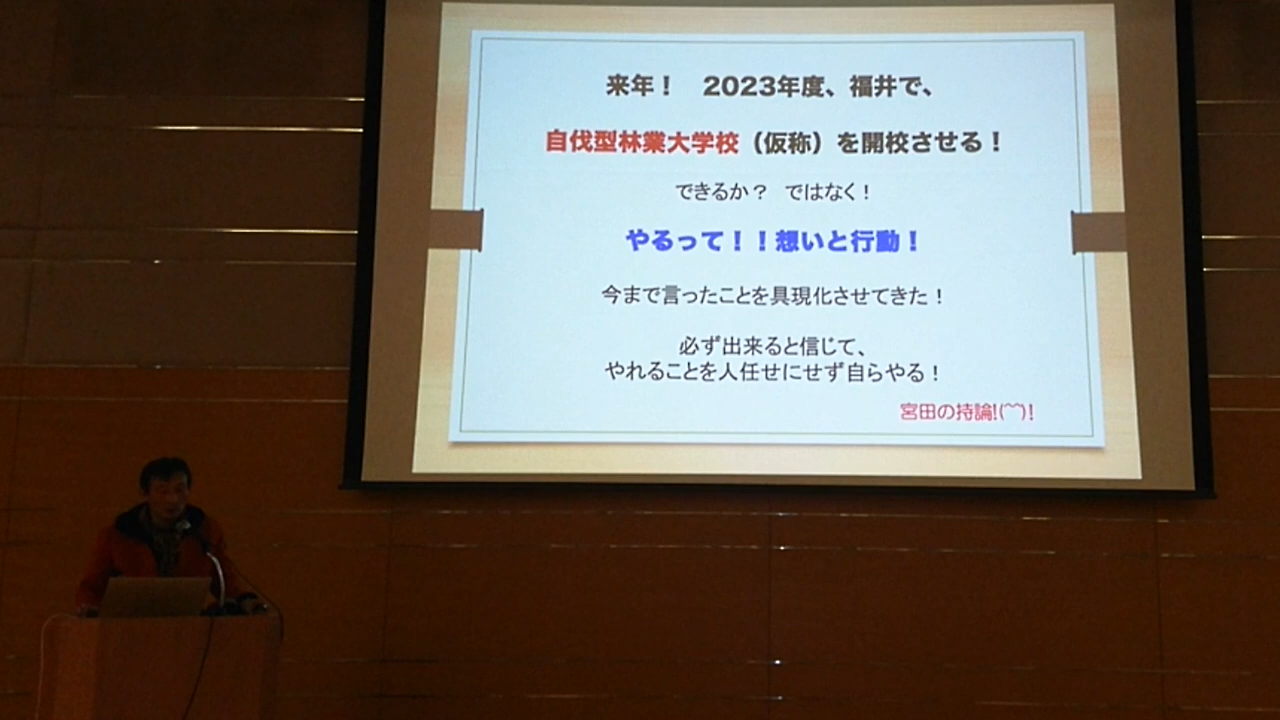 来年！　2023年度、福井で、
自伐型林業大学校（仮称）を開校させる！
できるか？　ではなく！
やるって！！想いと行動！
今まで言ったことを具現化させてきた！
必ず出来ると信じて、
やれることを人任せにせず自らやる！
宮田の持論!(^^)!